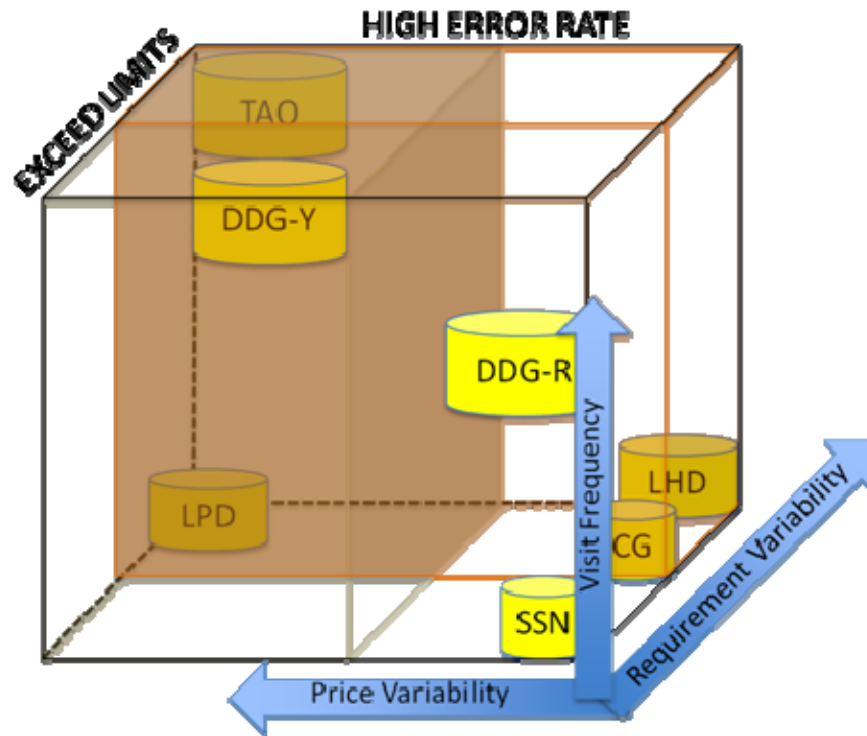 HIGH ERROR RATE
EXCEED LIMITS
TAO
DDG-Y
DDG-R
LHD
LPD
CG
SSN
Visit Frequency
Requirement Variability
Price Variability